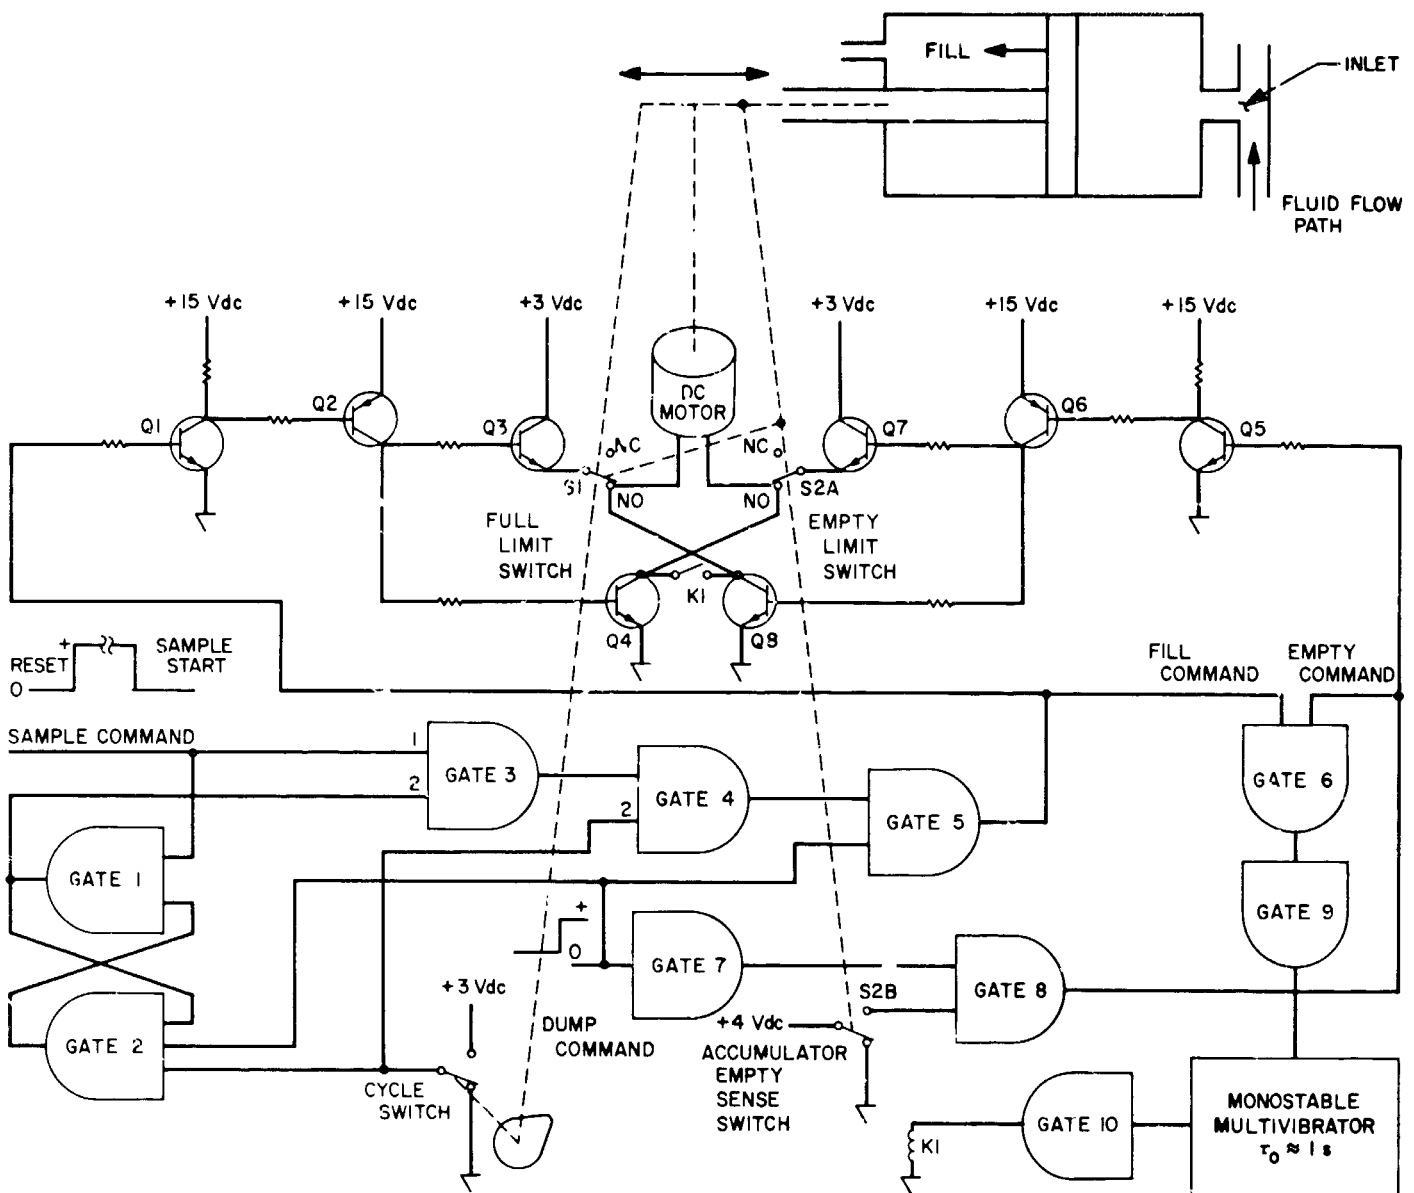 FILL
INLET
FLUID FLOW
PATH
+15 Vdc
+15 Vdc
+3 Vdc
+3 Vdc
+15 Vdc
+15 Vdc
DC
MOTOR
Q1
Q2
Q3
Q7
Q6
Q5
NC
NC
S1
S2A
NO
NO
FULL
LIMIT
SWITCH
EMPTY
LIMIT
SWITCH
K1
Q4
Q8
RESET
+
0
SAMPLE
START
FILL
COMMAND
EMPTY
COMMAND
SAMPLE COMMAND
1
2
GATE 3
GATE 4
2
GATE 5
GATE 6
GATE 1
GATE 9
+
0
GATE 7
GATE 8
GATE 2
+3 Vdc
DUMP
COMMAND
S2B
+4 Vdc
ACCUMULATOR
EMPTY
SENSE
SWITCH
CYCLE
SWITCH
K1
GATE 10
MONOSTABLE
MULTIVIBRATOR
τ₀ ≈ 1 s